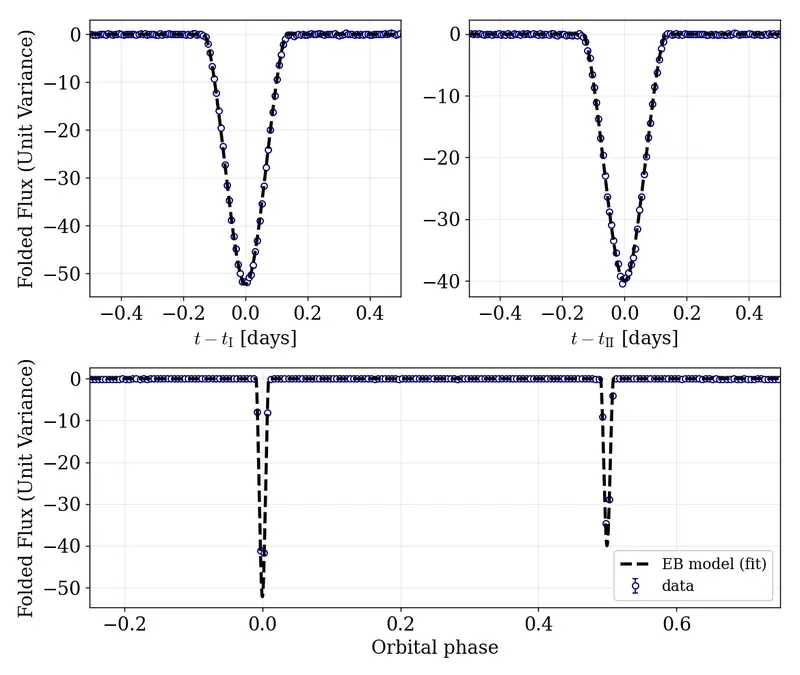 Folded Flux (Unit Variance)
0
−10
−20
−30
−40
−50
−0.4 −0.2 0.0 0.2 0.4
t − tI [days]
0
−10
−20
−30
−40
−0.4 −0.2 0.0 0.2 0.4
t − tII [days]
Folded Flux (Unit Variance)
0
−10
−20
−30
−40
−50
EB model (fit)
data
−0.2 0.0 0.2 0.4 0.6
Orbital phase